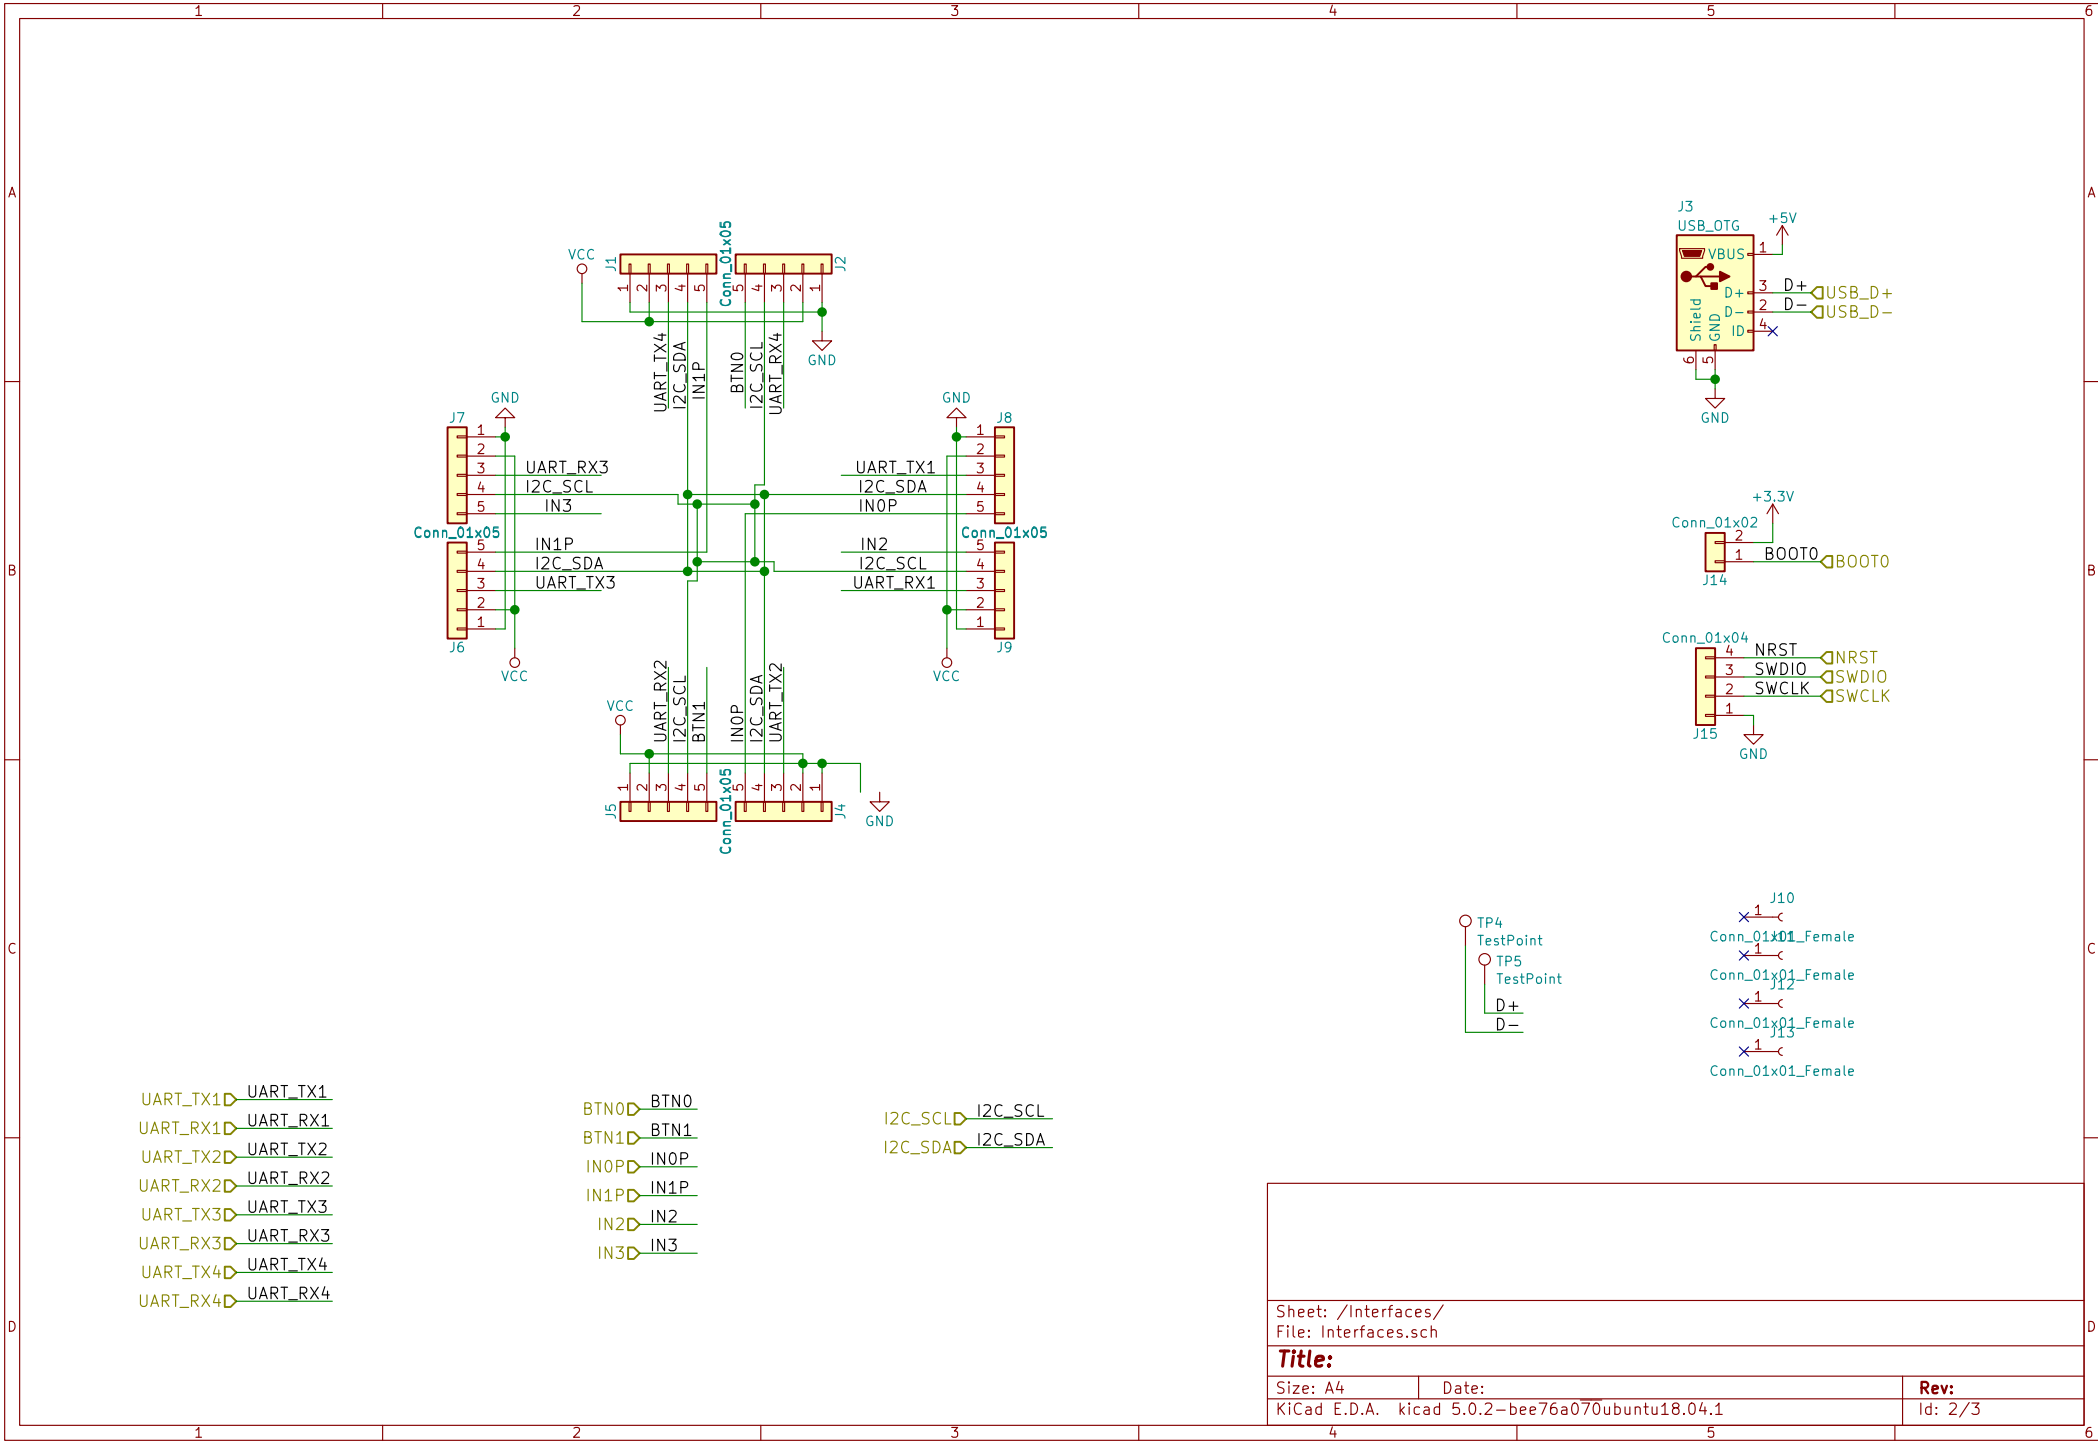 1 2 3 4 5 6
A A
B B
C C
D D
VCC
J1
1 2 3 4 5
Conn_01x05
5 4 3 2 1
J2
UART_TX4
I2C_SDA
IN1P
BTN0
I2C_SCL
UART_RX4
GND
GND
J7
1
2
3 UART_RX3
4 I2C_SCL
5 IN3
Conn_01x05
5 IN1P
4 I2C_SDA
3 UART_TX3
2
1
J6
VCC
GND
J8
1
2
UART_TX1 3
I2C_SDA 4
IN0P 5
Conn_01x05
IN2 5
I2C_SCL 4
UART_RX1 3
2
1
J9
VCC
VCC
UART_RX2
I2C_SCL
BTN1
IN0P
I2C_SDA
UART_TX2
J5
1 2 3 4 5
Conn_01x05
5 4 3 2 1
J4
GND
J3
USB_OTG
+5V
VBUS 1
D+ 3 D+ USB_D+
D- 2 D- USB_D-
ID 4
Shield
GND
6 5
GND
+3.3V
Conn_01x02
2
1 BOOT0 BOOT0
J14
Conn_01x04
4 NRST NRST
3 SWDIO SWDIO
2 SWCLK SWCLK
1
J15
GND
TP4
TestPoint
TP5
TestPoint
D+
D-
J10
1
Conn_01x01_Female
J11
1
Conn_01x01_Female
J12
1
Conn_01x01_Female
J13
1
Conn_01x01_Female
UART_TX1 UART_TX1
UART_RX1 UART_RX1
UART_TX2 UART_TX2
UART_RX2 UART_RX2
UART_TX3 UART_TX3
UART_RX3 UART_RX3
UART_TX4 UART_TX4
UART_RX4 UART_RX4
BTN0 BTN0
BTN1 BTN1
IN0P IN0P
IN1P IN1P
IN2 IN2
IN3 IN3
I2C_SCL I2C_SCL
I2C_SDA I2C_SDA
Sheet: /Interfaces/
File: Interfaces.sch
Title:
Size: A4 Date: Rev:
KiCad E.D.A. kicad 5.0.2-bee76a070ubuntu18.04.1 Id: 2/3
1 2 3 4 5 6